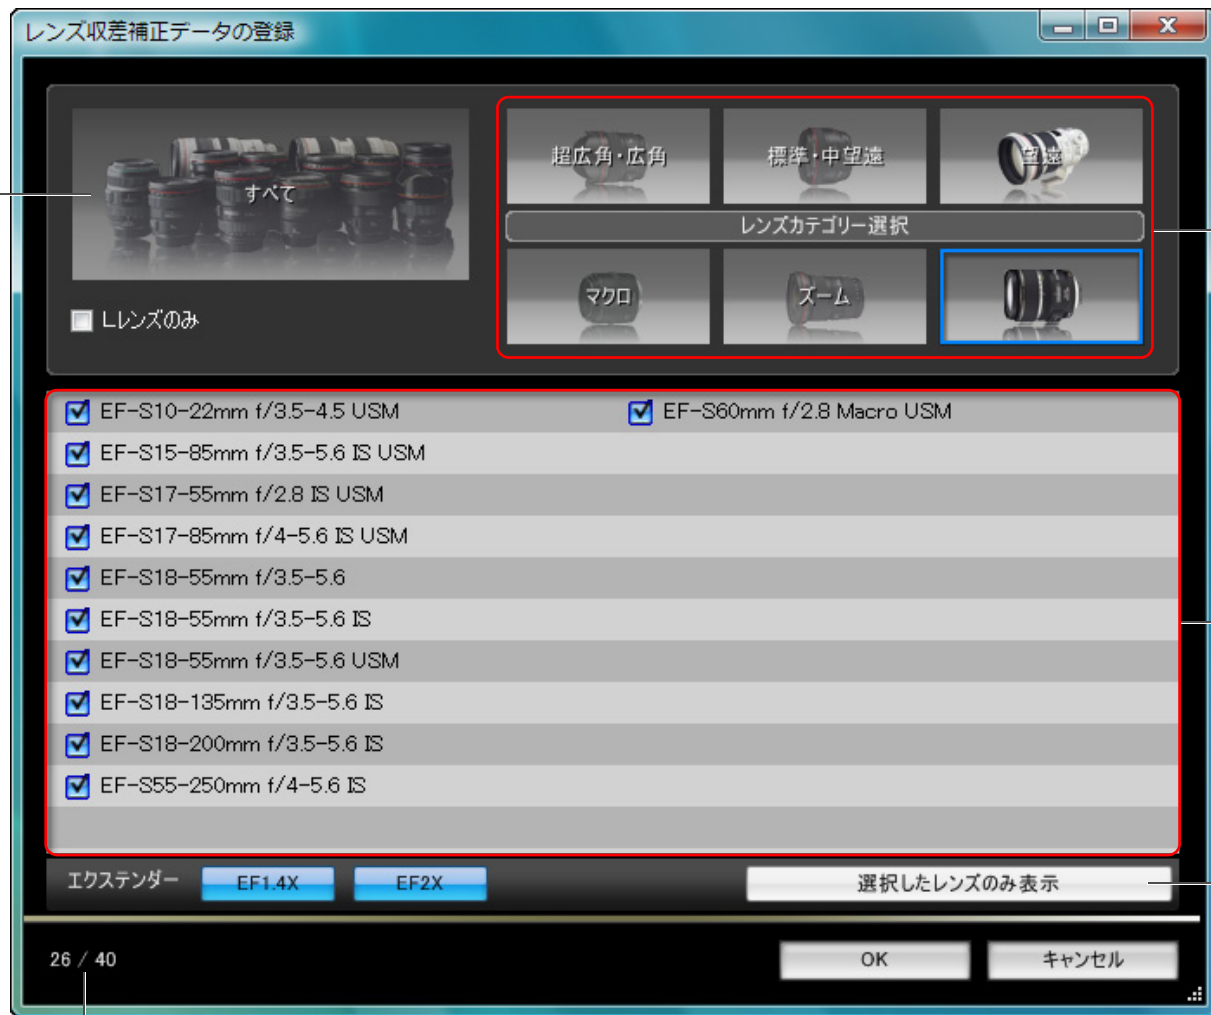 レンズ収差補正データの登録
すべて
Lレンズのみ
超広角・広角
標準・中望遠
望遠
レンズカテゴリー選択
マクロ
ズーム
EF-S10-22mm f/3.5-4.5 USM
EF-S15-85mm f/3.5-5.6 IS USM
EF-S17-55mm f/2.8 IS USM
EF-S17-85mm f/4-5.6 IS USM
EF-S18-55mm f/3.5-5.6
EF-S18-55mm f/3.5-5.6 IS
EF-S18-55mm f/3.5-5.6 USM
EF-S18-135mm f/3.5-5.6 IS
EF-S18-200mm f/3.5-5.6 IS
EF-S55-250mm f/4-5.6 IS
EF-S60mm f/2.8 Macro USM
エクステンダー
EF1.4X
EF2X
選択したレンズのみ表示
26 / 40
OK
キャンセル